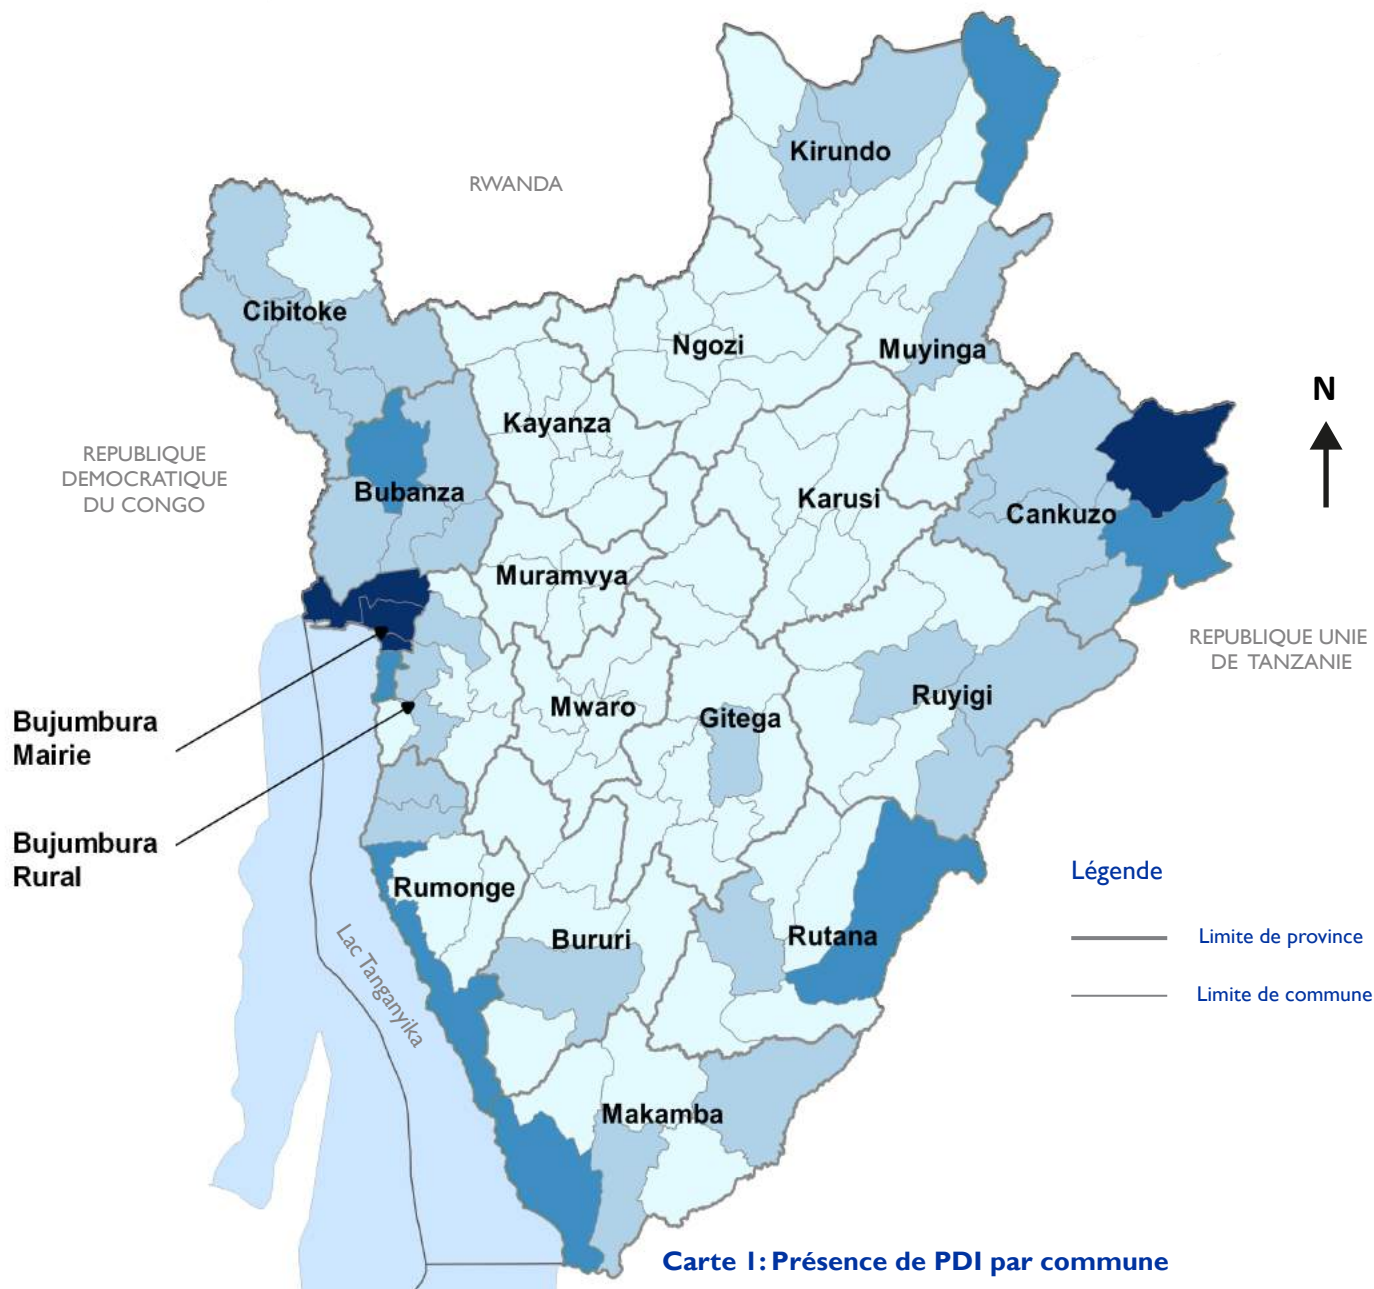 Kirundo
RWANDA
Cibitoke
Ngozi
Muyinga
N
Kayanza
REPUBLIQUE
DEMOCRATIQUE
DU CONGO
Bubanza
Karusi
Cankuzo
Muramvya
REPUBLIQUE UNIE
DE TANZANIE
Ruyigi
Mwaro
Gitega
Bujumbura
Mairie
Bujumbura
Rural
Légende
Rumonge
Limite de province
Bururi
Rutana
Lac Tanganyika
Limite de commune
Makamba
Carte 1: Présence de PDI par commune